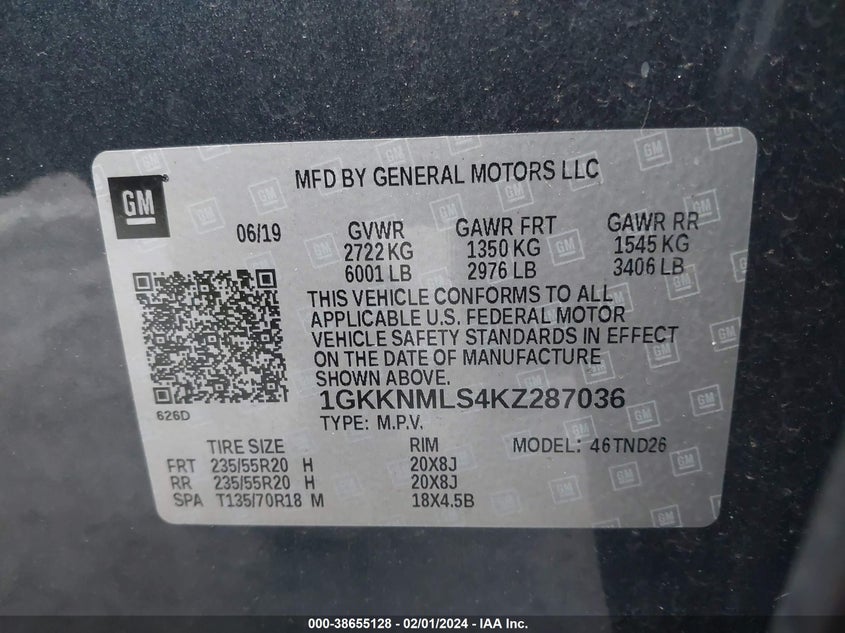 MFD BY GENERAL MOTORS LLC
GM
06/19 GVWR GAWR FRT GAWR RR
2722 KG 1350 KG 1545 KG
6001 LB 2976 LB 3406 LB
THIS VEHICLE CONFORMS TO ALL
APPLICABLE U.S. FEDERAL MOTOR
VEHICLE SAFETY STANDARDS IN EFFECT
ON THE DATE OF MANUFACTURE
SHOWN ABOVE.
626D
1GKKNMLS4KZ287036
TYPE: M.P.V.
TIRE SIZE RIM MODEL: 46TND26
FRT 235/55R20 H 20X8J
RR 235/55R20 H 20X8J
SPA T135/70R18 M 18X4.5B
000-38655128 - 02/01/2024 - IAA Inc.